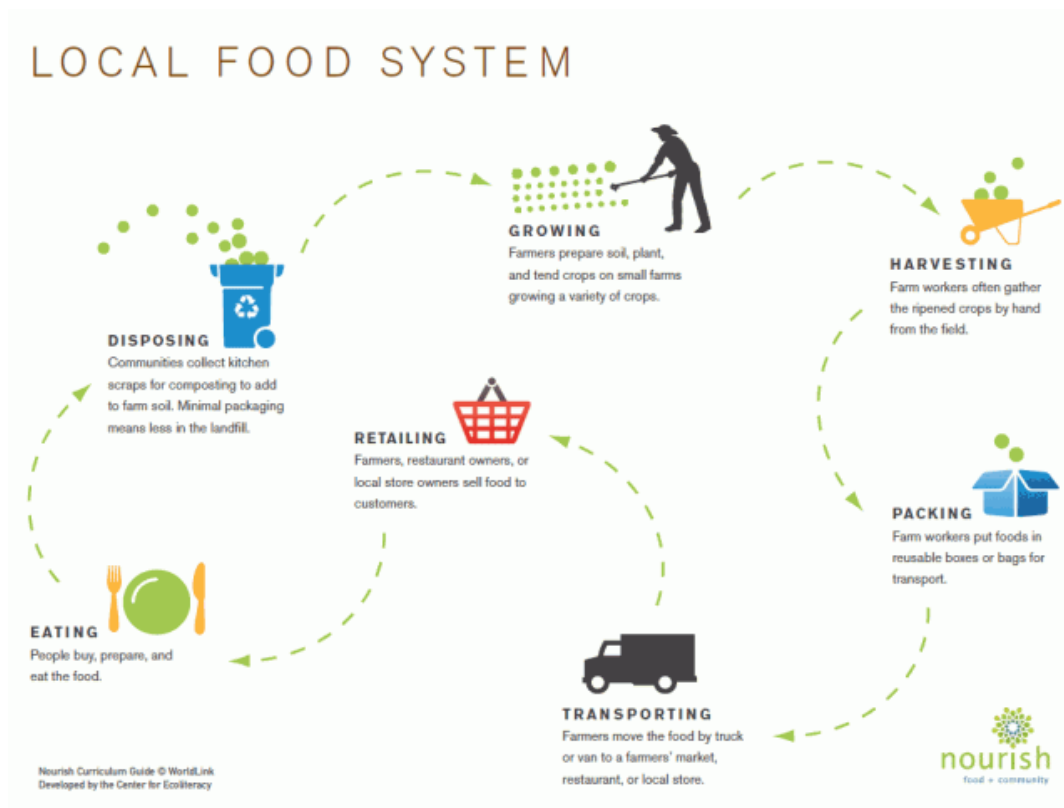 LOCAL FOOD SYSTEM
GROWING
Farmers prepare soil, plant,
and tend crops on small farms
growing a variety of crops.
HARVESTING
Farm workers often gather
the ripened crops by hand
from the field.
PACKING
Farm workers put foods in
reusable boxes or bags for
transport.
TRANSPORTING
Farmers move the food by truck
or van to a farmers' market,
restaurant, or local store.
RETAILING
Farmers, restaurant owners, or
local store owners sell food to
customers.
EATING
People buy, prepare, and
eat the food.
DISPOSING
Communities collect kitchen
scraps for composting to add
to farm soil. Minimal packaging
means less in the landfill.
Nourish Curriculum Guide © WorldLink
Developed by the Center for Ecoliteracy
nourish
food + community